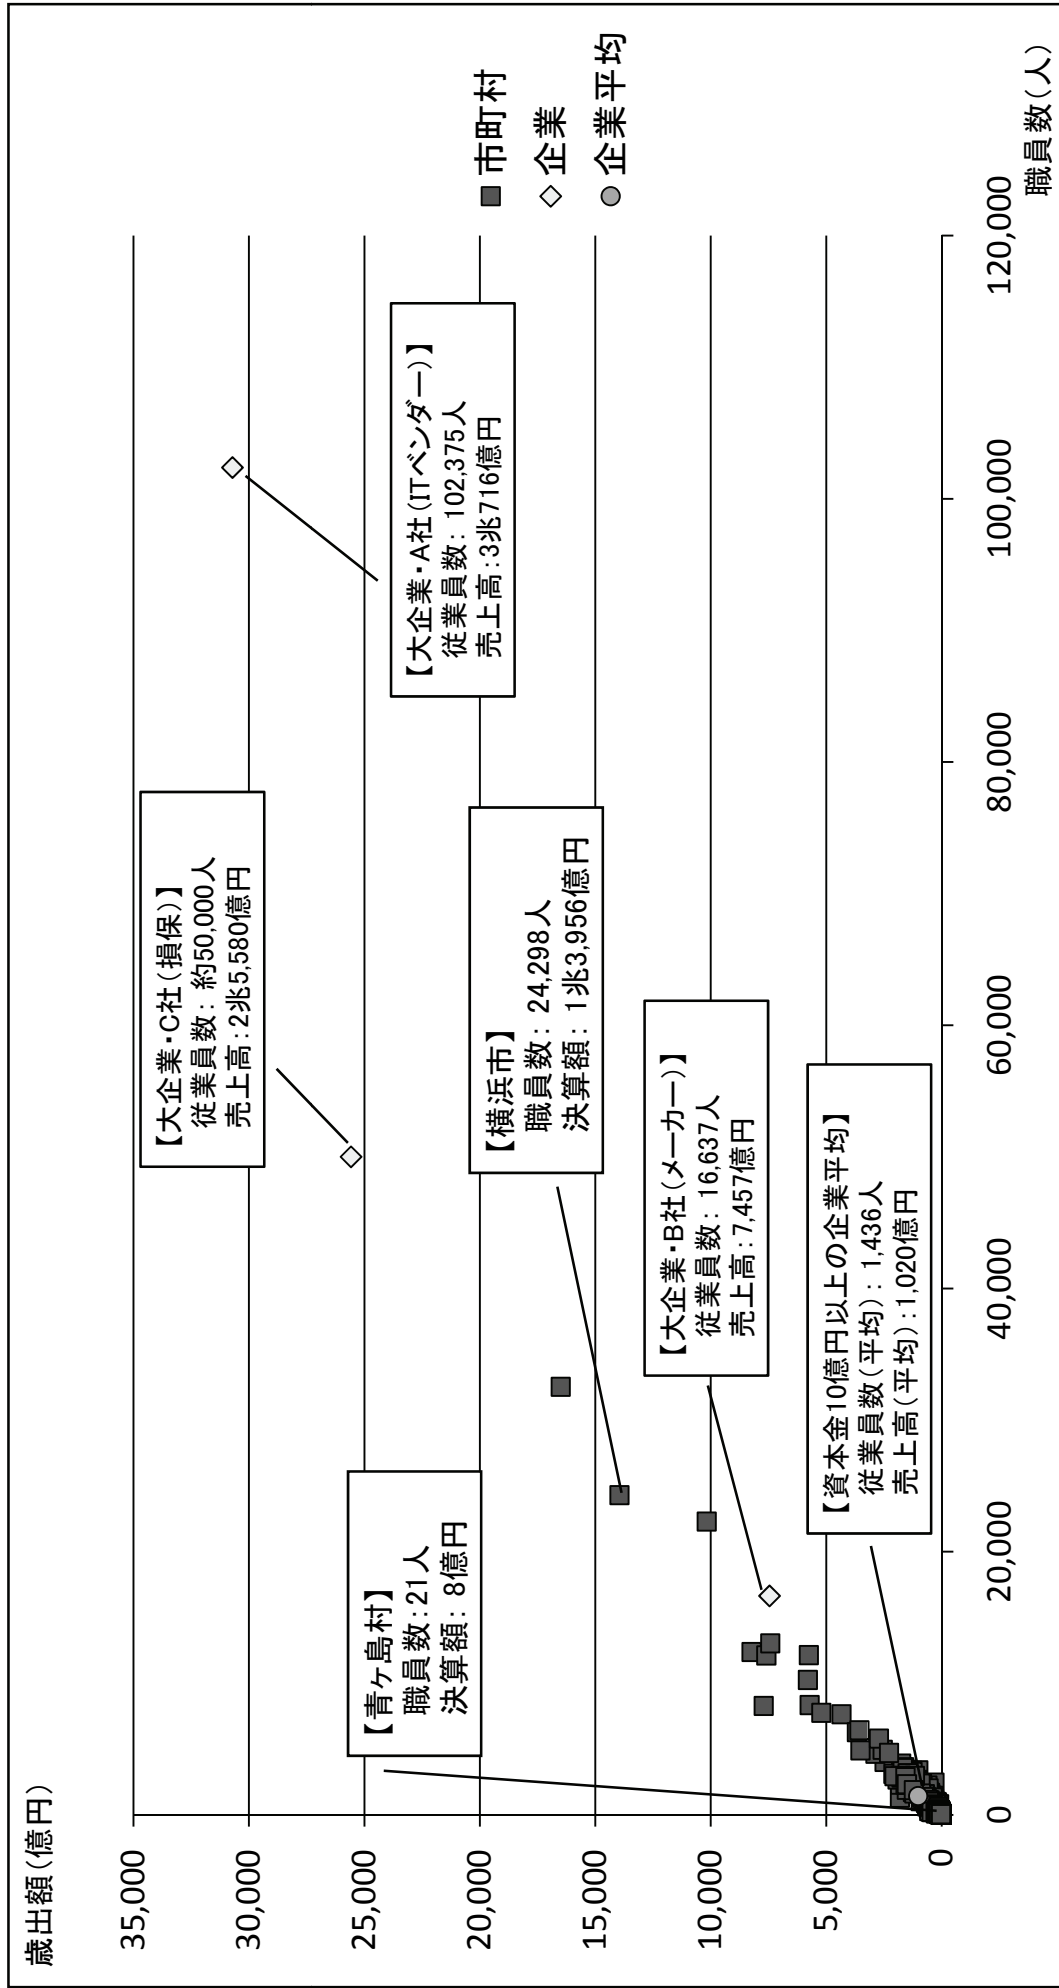 歳出額(億円)
35,000
30,000
25,000
20,000
15,000
10,000
5,000
0
0
20,000
40,000
60,000
80,000
100,000
120,000
職員数(人)
【青ヶ島村】
職員数:21人
決算額: 8億円
【大企業・C社(損保)】
従業員数: 約50,000人
売上高:2兆5,580億円
【横浜市】
職員数: 24,298人
決算額: 1兆3,956億円
【大企業・B社(メーカー)】
従業員数: 16,637人
売上高:7,457億円
【資本金10億円以上の企業平均】
従業員数(平均): 1,436人
売上高(平均):1,020億円
【大企業・A社(ITベンダー)】
従業員数: 102,375人
売上高:3兆716億円
市町村
企業
企業平均